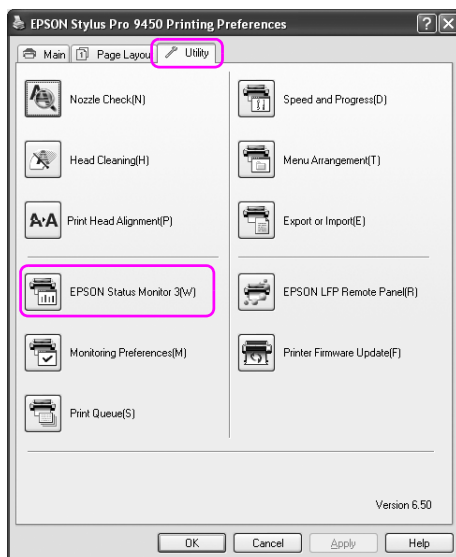 EPSON Stylus Pro 9450 Printing Preferences
Main
Page Layou
Utility
Nozzle Check(N)
Speed and Progress(D)
Head Cleaning(H)
Menu Arrangement(T)
A:A
Print Head Alignment(P)
Export or Import(E)
EPSON Status Monitor 3(W)
EPSON LFP Remote Panel(R)
Monitoring Preferences(M)
Printer Firmware Update(F)
Print Queue(S)
Version 6.50
OK
Cancel
Apply
Help